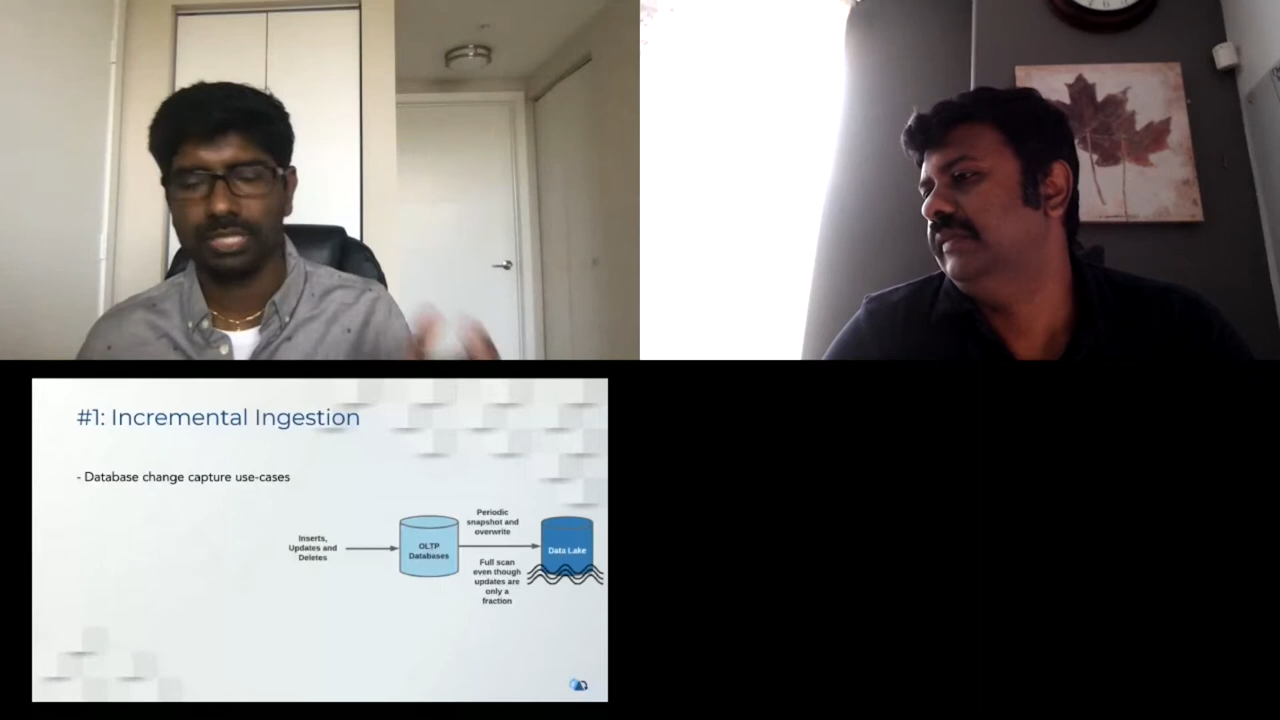 #1: Incremental Ingestion
- Database change capture use-cases
Inserts,
Updates and
Deletes
OLTP
Databases
Periodic
snapshot and
overwrite
Full scan
even though
updates are
only a
fraction
Data Lake